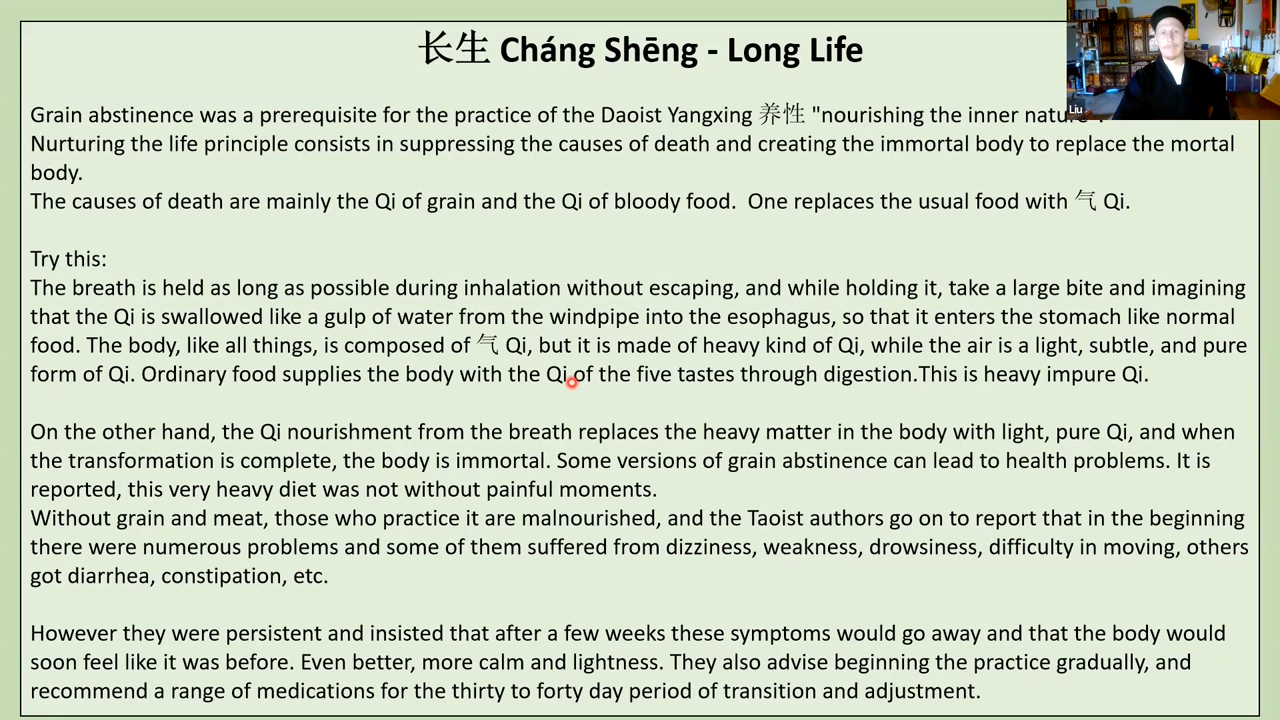 长生 Cháng Shēng - Long Life
Liu
Grain abstinence was a prerequisite for the practice of the Daoist Yangxing 养性 "nourishing the inner nature".
Nurturing the life principle consists in suppressing the causes of death and creating the immortal body to replace the mortal
body.
The causes of death are mainly the Qi of grain and the Qi of bloody food.  One replaces the usual food with 气 Qi.
Try this:
The breath is held as long as possible during inhalation without escaping, and while holding it, take a large bite and imagining
that the Qi is swallowed like a gulp of water from the windpipe into the esophagus, so that it enters the stomach like normal
food. The body, like all things, is composed of 气 Qi, but it is made of heavy kind of Qi, while the air is a light, subtle, and pure
form of Qi. Ordinary food supplies the body with the Qi of the five tastes through digestion.This is heavy impure Qi.
On the other hand, the Qi nourishment from the breath replaces the heavy matter in the body with light, pure Qi, and when
the transformation is complete, the body is immortal. Some versions of grain abstinence can lead to health problems. It is
reported, this very heavy diet was not without painful moments.
Without grain and meat, those who practice it are malnourished, and the Taoist authors go on to report that in the beginning
there were numerous problems and some of them suffered from dizziness, weakness, drowsiness, difficulty in moving, others
got diarrhea, constipation, etc.
However they were persistent and insisted that after a few weeks these symptoms would go away and that the body would
soon feel like it was before. Even better, more calm and lightness. They also advise beginning the practice gradually, and
recommend a range of medications for the thirty to forty day period of transition and adjustment.